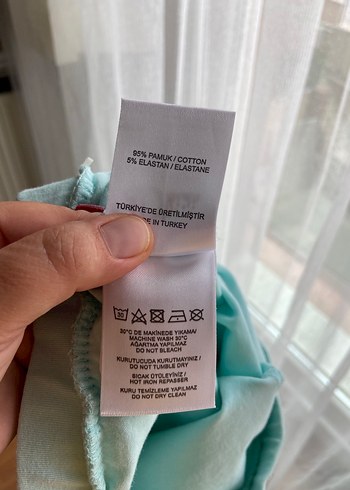 95% PAMUK / COTTON
5% ELASTAN / ELASTANE
TÜRKİYE'DE ÜRETİLMİŞTİR
IN TURKEY
30
30°C DE MAKİNEDE YIKAMA/
MACHINE WASH 30°C
AĞARTMA YAPILMAZ
DO NOT BLEACH
KURUTUCUDA KURUTMAYINIZ /
DO NOT TUMBLE DRY
SICAK ÜTÜLEYİNİZ /
HOT IRON REPASSER
KURU TEMİZLEME YAPILMAZ
DO NOT DRY CLEAN